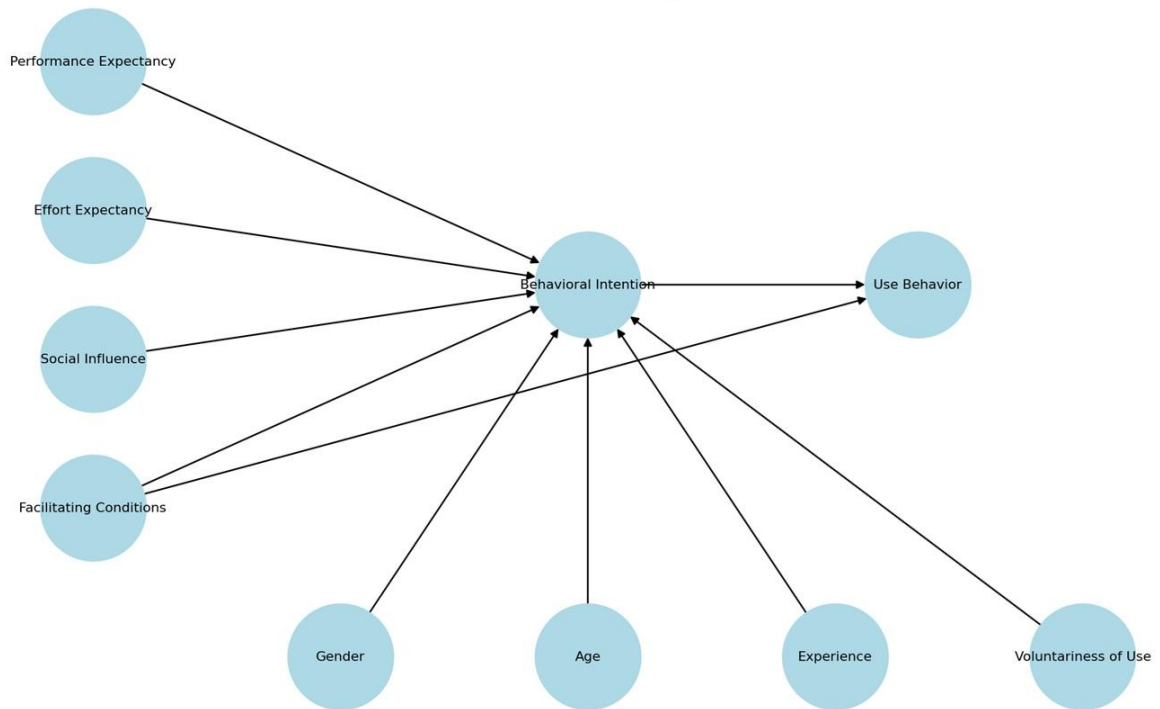 Performance Expectancy
Effort Expectancy
Behavioral Intention
Use Behavior
Social Influence
Facilitating Conditions
Gender
Age
Experience
Voluntariness of Use